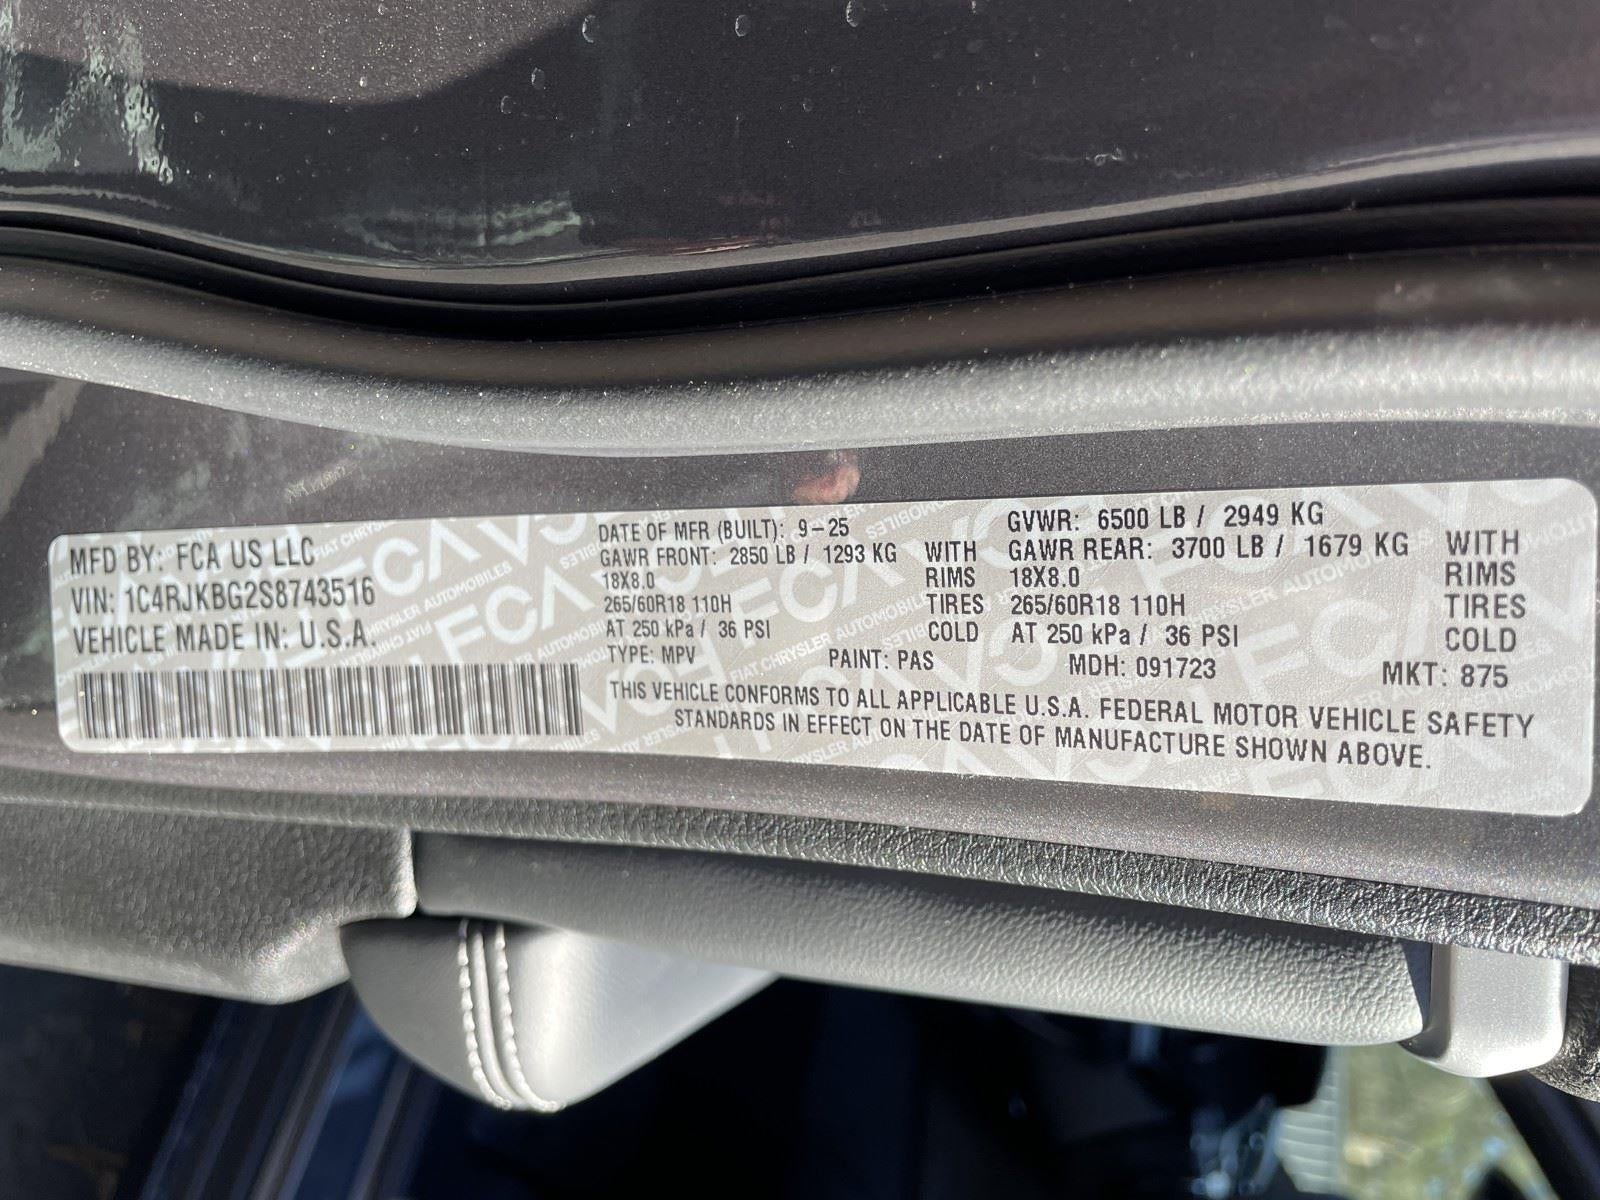 MFD BY: FCA US LLC
VIN: 1C4RJKBG2S8743516
VEHICLE MADE IN: U.S.A.
DATE OF MFR (BUILT): 9-25
GAWR FRONT: 2850 LB / 1293 KG WITH
18X8.0 RIMS
265/60R18 110H TIRES
AT 250 kPa / 36 PSI COLD
GVWR: 6500 LB / 2949 KG
GAWR REAR: 3700 LB / 1679 KG WITH
18X8.0 RIMS
265/60R18 110H TIRES
AT 250 kPa / 36 PSI COLD
TYPE: MPV PAINT: PAS MDH: 091723 MKT: 875
THIS VEHICLE CONFORMS TO ALL APPLICABLE U.S.A. FEDERAL MOTOR VEHICLE SAFETY
STANDARDS IN EFFECT ON THE DATE OF MANUFACTURE SHOWN ABOVE.